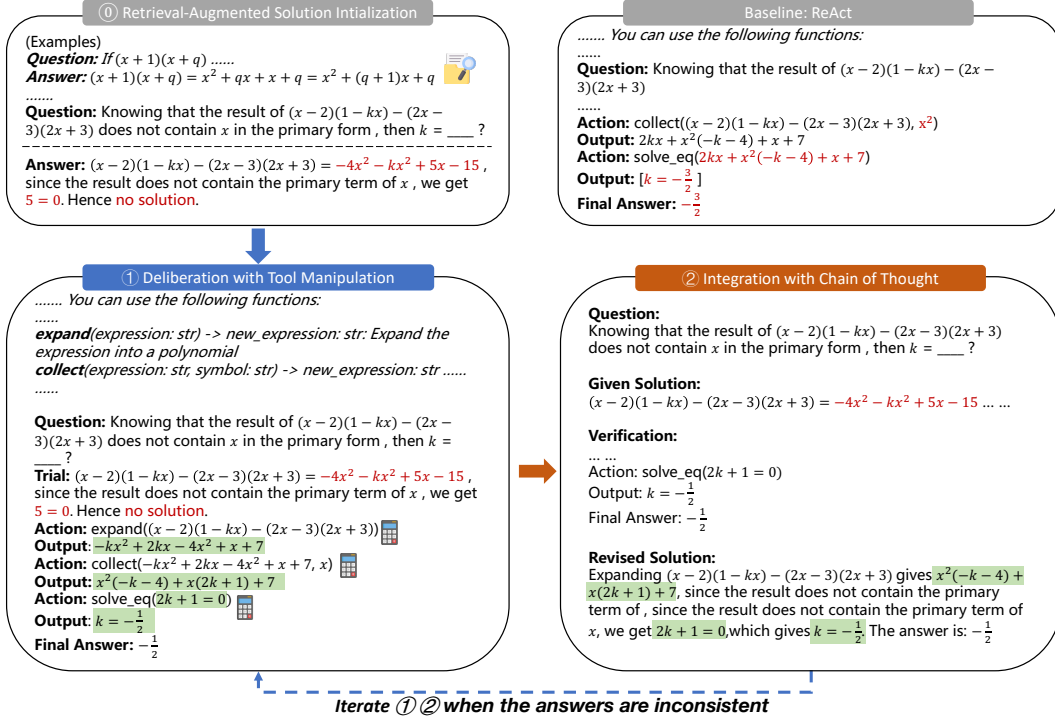 ⓪ Retrieval-Augmented Solution Intialization
(Examples)
Question: If (x + 1)(x + q) ......
Answer: (x + 1)(x + q) = x² + qx + x + q = x² + (q + 1)x + q
.......
Question: Knowing that the result of (x − 2)(1 − kx) − (2x −
3)(2x + 3) does not contain x in the primary form , then k = ___ ?
Answer: (x − 2)(1 − kx) − (2x − 3)(2x + 3) = −4x² − kx² + 5x − 15 ,
since the result does not contain the primary term of x , we get
5 = 0. Hence no solution.
Baseline: ReAct
....... You can use the following functions:
......
Question: Knowing that the result of (x − 2)(1 − kx) − (2x −
3)(2x + 3)
......
Action: collect((x − 2)(1 − kx) − (2x − 3)(2x + 3), x²)
Output: 2kx + x²(−k − 4) + x + 7
Action: solve_eq(2kx + x²(−k − 4) + x + 7)
Output: [k = −3/2 ]
Final Answer: −3/2
① Deliberation with Tool Manipulation
....... You can use the following functions:
......
expand(expression: str) -> new_expression: str: Expand the
expression into a polynomial
collect(expression: str, symbol: str) -> new_expression: str ......
......
Question: Knowing that the result of (x − 2)(1 − kx) − (2x −
3)(2x + 3) does not contain x in the primary form , then k =
___ ?
Trial: (x − 2)(1 − kx) − (2x − 3)(2x + 3) = −4x² − kx² + 5x − 15 ,
since the result does not contain the primary term of x , we get
5 = 0. Hence no solution.
Action: expand((x − 2)(1 − kx) − (2x − 3)(2x + 3))
Output: −kx² + 2kx − 4x² + x + 7
Action: collect(−kx² + 2kx − 4x² + x + 7, x)
Output: x²(−k − 4) + x(2k + 1) + 7
Action: solve_eq(2k + 1 = 0)
Output: k = −1/2
Final Answer: −1/2
② Integration with Chain of Thought
Question:
Knowing that the result of (x − 2)(1 − kx) − (2x − 3)(2x + 3)
does not contain x in the primary form , then k = ___ ?
Given Solution:
(x − 2)(1 − kx) − (2x − 3)(2x + 3) = −4x² − kx² + 5x − 15 ... ...
Verification:
... ...
Action: solve_eq(2k + 1 = 0)
Output: k = −1/2
Final Answer: −1/2
Revised Solution:
Expanding (x − 2)(1 − kx) − (2x − 3)(2x + 3) gives x²(−k − 4) +
x(2k + 1) + 7, since the result does not contain the primary
term of , since the result does not contain the primary term of
x, we get 2k + 1 = 0,which gives k = −1/2. The answer is: −1/2
Iterate ① ② when the answers are inconsistent